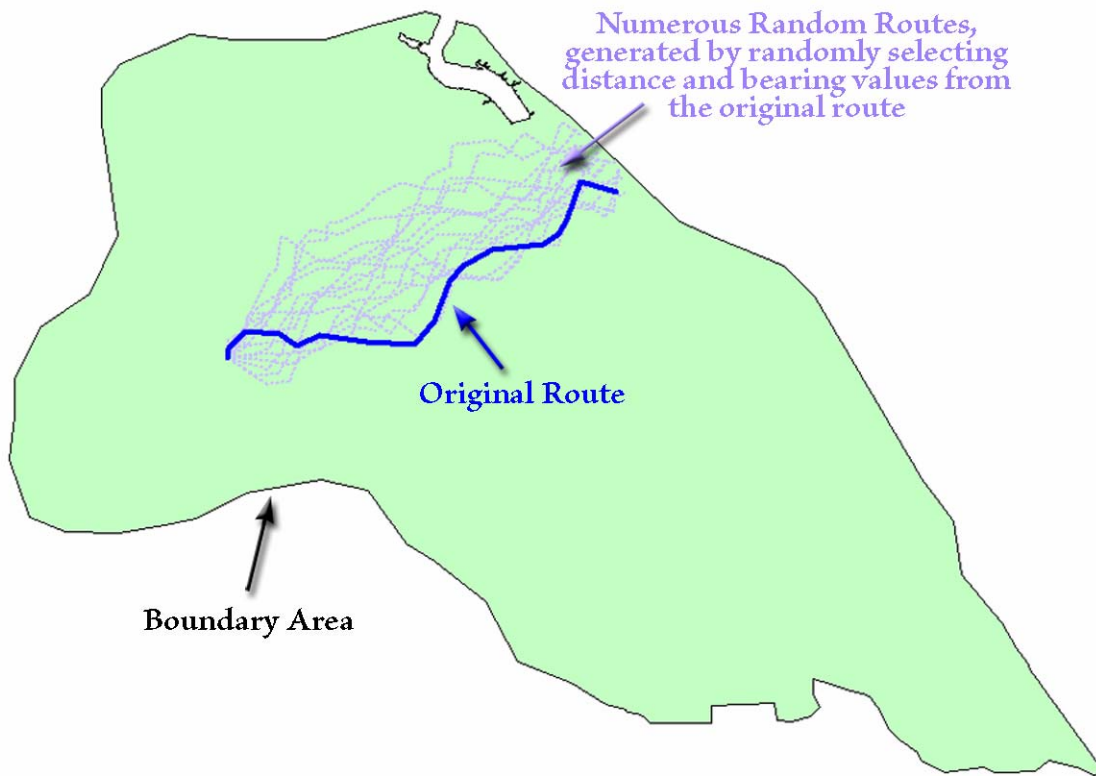 Numerous Random Routes,
generated by randomly selecting
distance and bearing values from
the original route
Original Route
Boundary Area